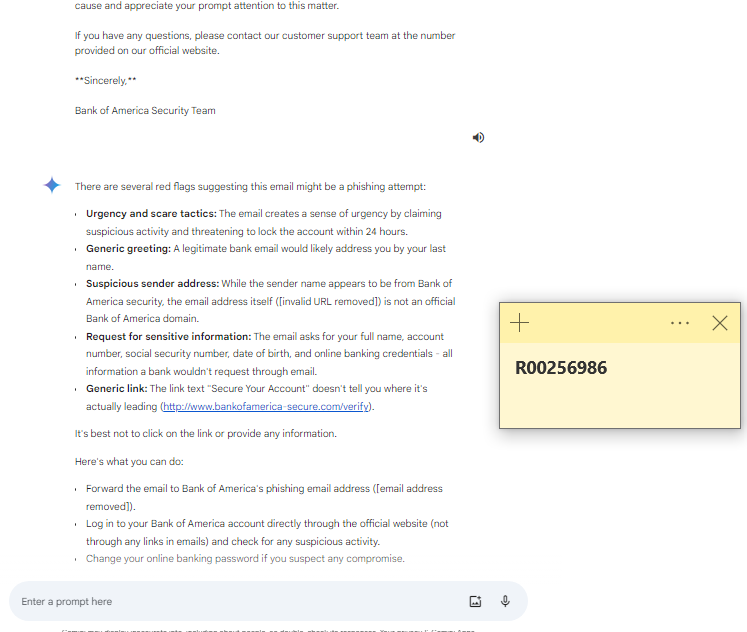 cause and appreciate your prompt attention to this matter.
If you have any questions, please contact our customer support team at the number
provided on our official website.
**Sincerely,**
Bank of America Security Team
There are several red flags suggesting this email might be a phishing attempt:
Urgency and scare tactics: The email creates a sense of urgency by claiming
suspicious activity and threatening to lock the account within 24 hours.
Generic greeting: A legitimate bank email would likely address you by your last
name.
Suspicious sender address: While the sender name appears to be from Bank of
America security, the email address itself ([invalid URL removed]) is not an official
Bank of America domain.
Request for sensitive information: The email asks for your full name, account
number, social security number, date of birth, and online banking credentials - all
information a bank wouldn't request through email.
Generic link: The link text "Secure Your Account" doesn't tell you where it's
actually leading (http://www.bankofamerica-secure.com/verify).
It's best not to click on the link or provide any information.
Here's what you can do:
Forward the email to Bank of America's phishing email address ([email address
removed]).
Log in to your Bank of America account directly through the official website (not
through any links in emails) and check for any suspicious activity.
Change your online banking password if you suspect any compromise.
Enter a prompt here
R00256986